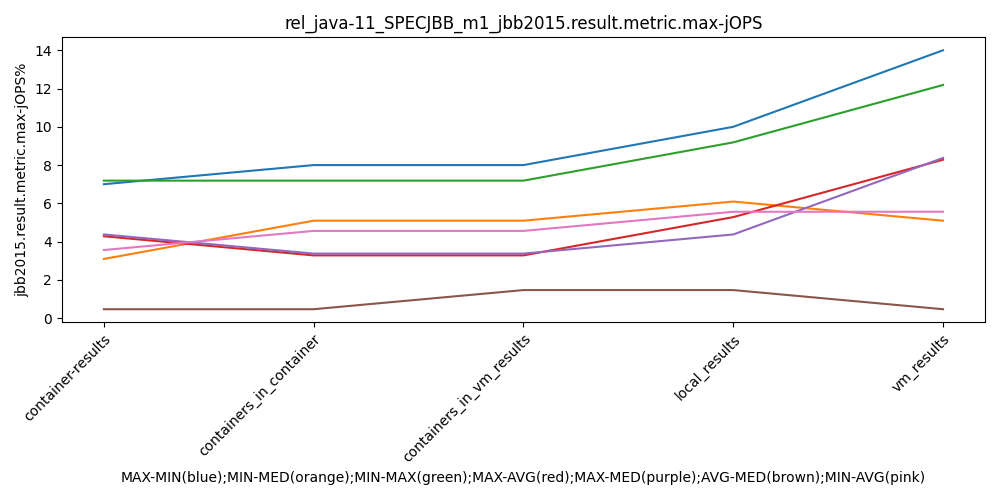 rel_java-11_SPECJBB_m1_jbb2015.result.metric.max-jOPS
jbb2015.result.metric.max-jOPS%
14
12
10
8
6
4
2
0
container-results
containers_in_container
containers_in_vm_results
local_results
vm_results
MAX-MIN(blue);MIN-MED(orange);MIN-MAX(green);MAX-AVG(red);MAX-MED(purple);AVG-MED(brown);MIN-AVG(pink)